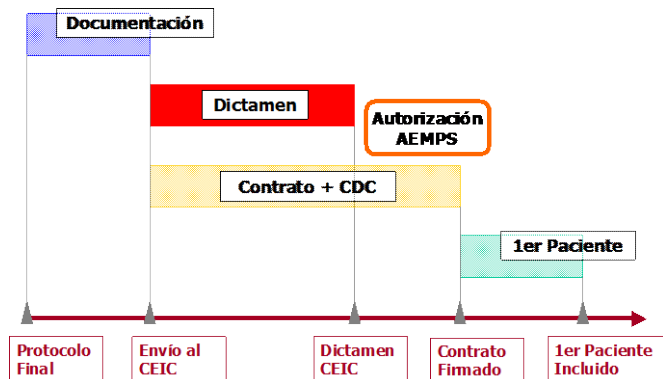 Documentación
Dictamen
Autorización
AEMPS
Contrato + CDC
1er Paciente
Protocolo
Final
Envío al
CEIC
Dictamen
CEIC
Contrato
Firmado
1er Paciente
Incluido